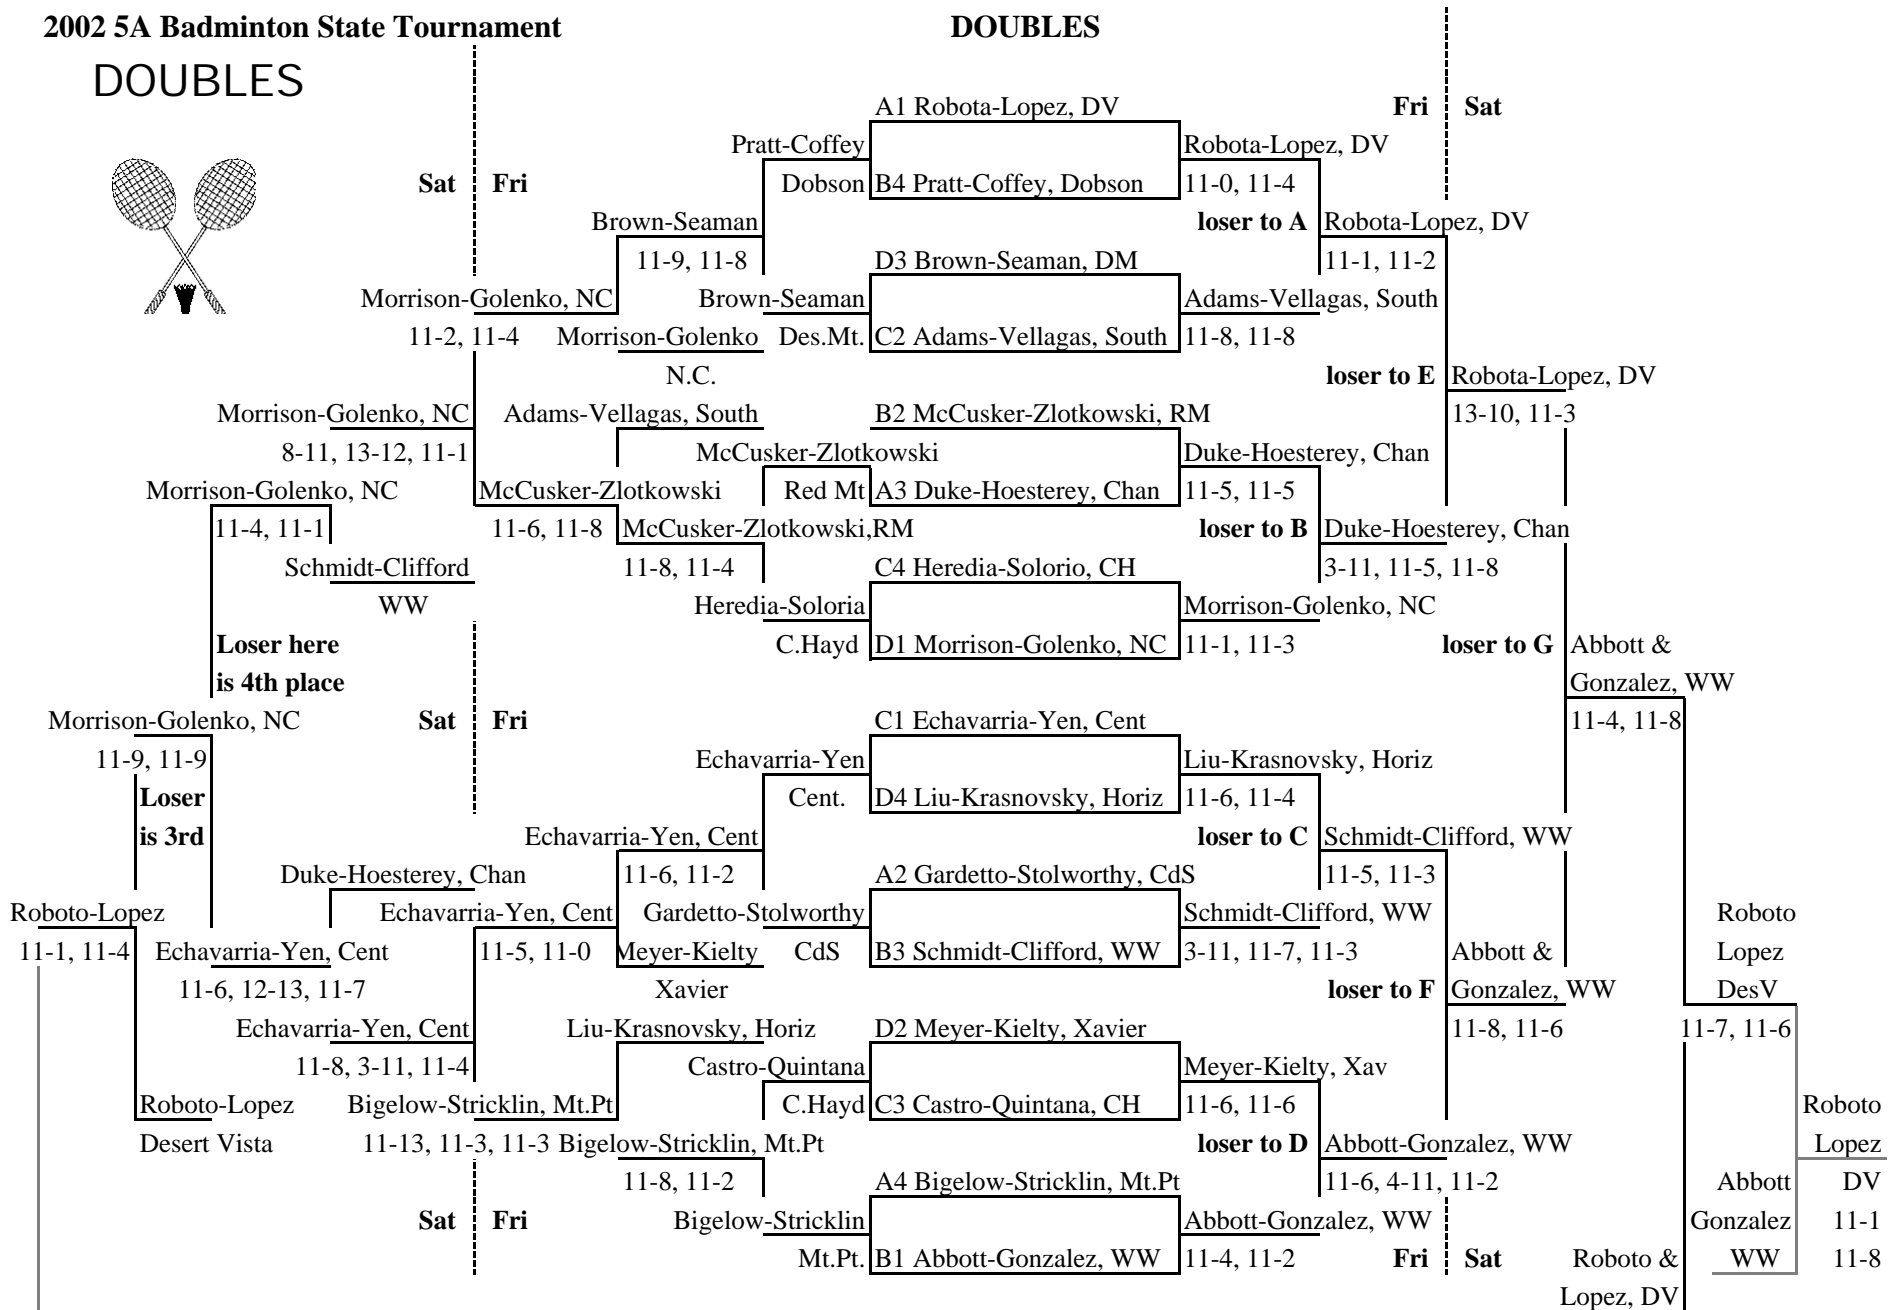 2002 5A Badminton State Tournament DOUBLES
DOUBLES
A1 Robota-Lopez, DV Fri Sat
Pratt-Coffey Robota-Lopez, DV
Sat Fri Dobson B4 Pratt-Coffey, Dobson 11-0, 11-4
Brown-Seaman loser to A Robota-Lopez, DV
11-9, 11-8 D3 Brown-Seaman, DM 11-1, 11-2
Morrison-Golenko, NC Brown-Seaman Adams-Vellagas, South
11-2, 11-4 Morrison-Golenko Des.Mt. C2 Adams-Vellagas, South 11-8, 11-8
N.C. loser to E Robota-Lopez, DV
Morrison-Golenko, NC Adams-Vellagas, South B2 McCusker-Zlotkowski, RM 13-10, 11-3
8-11, 13-12, 11-1 McCusker-Zlotkowski Duke-Hoesterey, Chan
Morrison-Golenko, NC McCusker-Zlotkowski Red Mt A3 Duke-Hoesterey, Chan 11-5, 11-5
11-4, 11-1 11-6, 11-8 McCusker-Zlotkowski,RM loser to B Duke-Hoesterey, Chan
Schmidt-Clifford 11-8, 11-4 C4 Heredia-Solorio, CH 3-11, 11-5, 11-8
WW Heredia-Soloria Morrison-Golenko, NC
Loser here C.Hayd D1 Morrison-Golenko, NC 11-1, 11-3 loser to G Abbott &
is 4th place Gonzalez, WW
Morrison-Golenko, NC Sat Fri C1 Echavarria-Yen, Cent 11-4, 11-8
11-9, 11-9 Echavarria-Yen Liu-Krasnovsky, Horiz
Loser Cent. D4 Liu-Krasnovsky, Horiz 11-6, 11-4
is 3rd Echavarria-Yen, Cent loser to C Schmidt-Clifford, WW
Duke-Hoesterey, Chan 11-6, 11-2 A2 Gardetto-Stolworthy, CdS 11-5, 11-3
Roboto-Lopez Echavarria-Yen, Cent Gardetto-Stolworthy Schmidt-Clifford, WW Roboto
11-1, 11-4 Echavarria-Yen, Cent 11-5, 11-0 Meyer-Kielty CdS B3 Schmidt-Clifford, WW 3-11, 11-7, 11-3 Abbott & Lopez
11-6, 12-13, 11-7 Xavier loser to F Gonzalez, WW DesV
Echavarria-Yen, Cent Liu-Krasnovsky, Horiz D2 Meyer-Kielty, Xavier 11-8, 11-6 11-7, 11-6
11-8, 3-11, 11-4 Castro-Quintana Meyer-Kielty, Xav
Roboto-Lopez Bigelow-Stricklin, Mt.Pt C.Hayd C3 Castro-Quintana, CH 11-6, 11-6 Roboto
Desert Vista 11-13, 11-3, 11-3 Bigelow-Stricklin, Mt.Pt loser to D Abbott-Gonzalez, WW Lopez
11-8, 11-2 A4 Bigelow-Stricklin, Mt.Pt 11-6, 4-11, 11-2 Abbott DV
Sat Fri Bigelow-Stricklin Abbott-Gonzalez, WW Gonzalez 11-1
Mt.Pt. B1 Abbott-Gonzalez, WW 11-4, 11-2 Fri Sat Roboto & WW 11-8
Lopez, DV